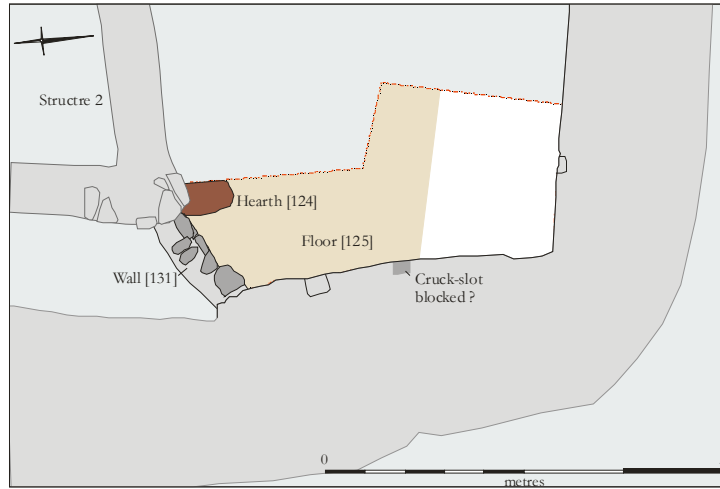 Structre 2
Hearth [124]
Floor [125]
Wall [131]
Cruck-slot
blocked ?
0
metres